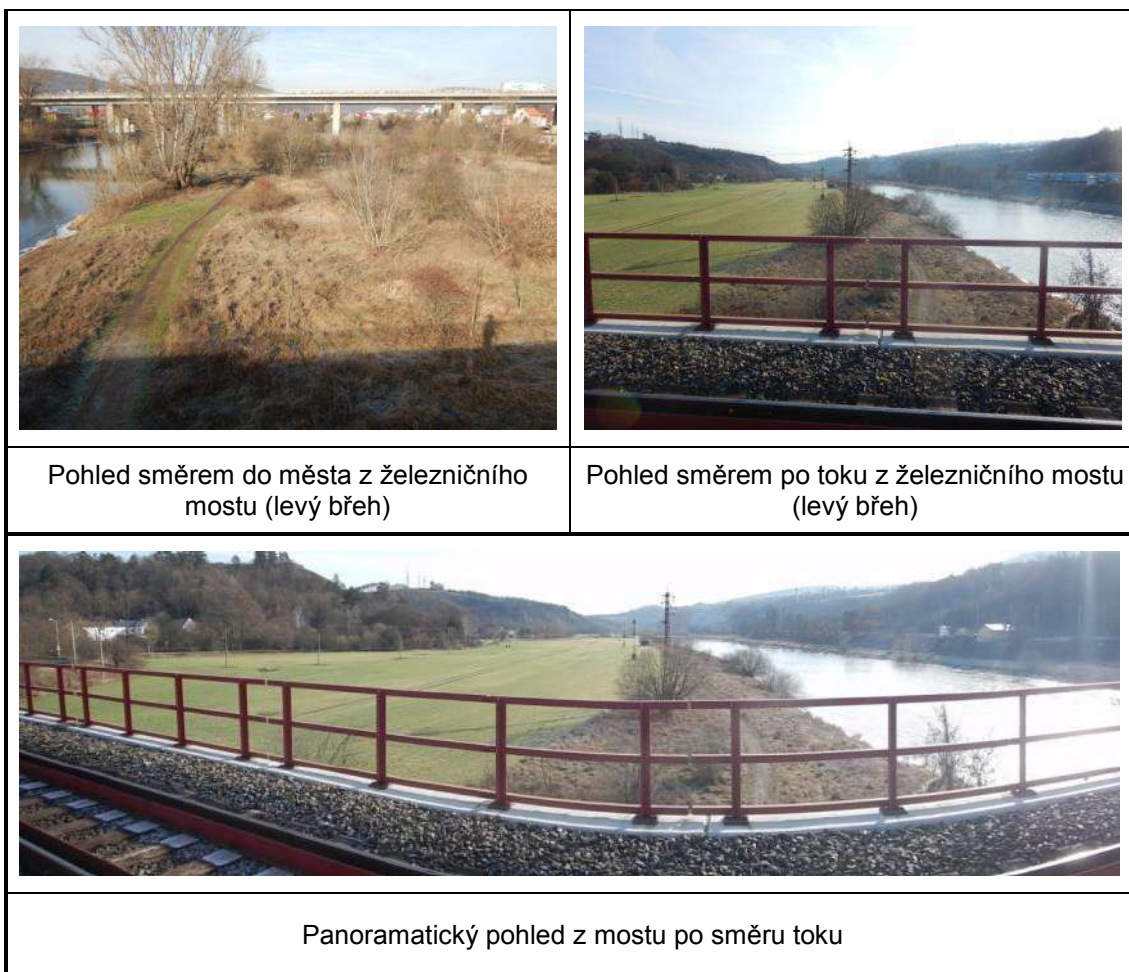 Pohled směrem do města z železničního
mostu (levý břeh)
Pohled směrem po toku z železničního mostu
(levý břeh)
Panoramatický pohled z mostu po směru toku